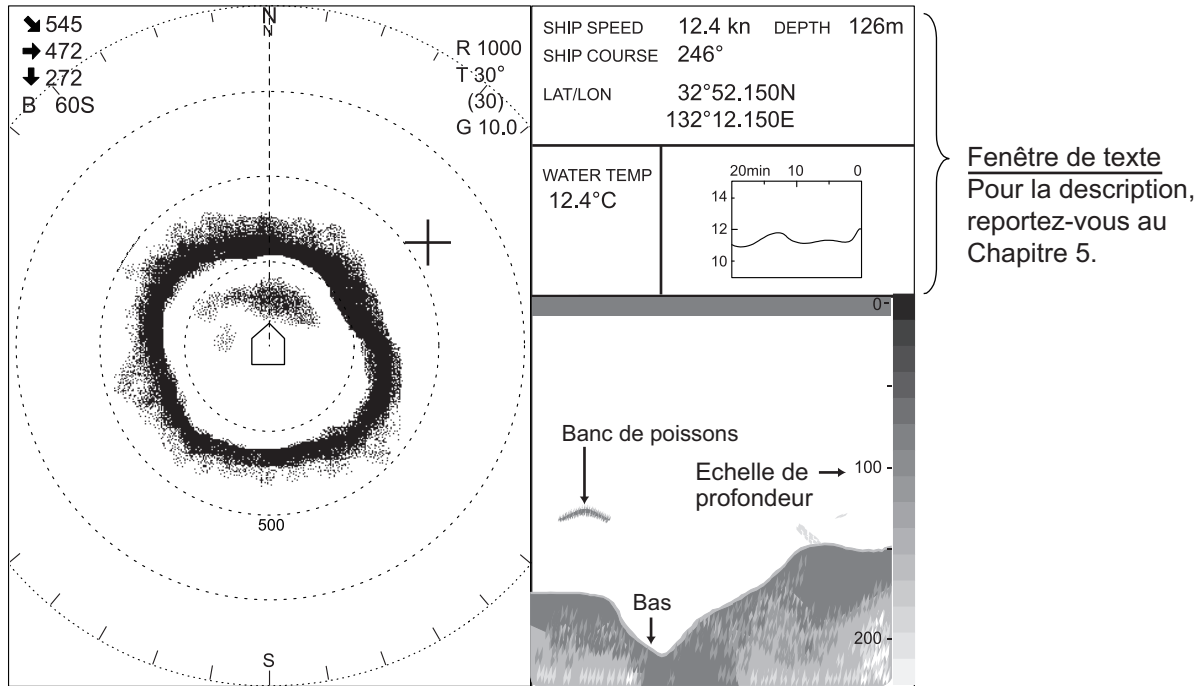 545
472
272
B 60S
N
N
R 1000
T 30°
(30)
G 10.0
500
S
SHIP SPEED 12.4 kn DEPTH 126m
SHIP COURSE 246°
LAT/LON 32°52.150N
132°12.150E
WATER TEMP
12.4°C
20min 10 0
14
12
10
0
Banc de poissons
Echelle de
profondeur
100
Bas
200
Fenêtre de texte
Pour la description,
reportez-vous au
Chapitre 5.